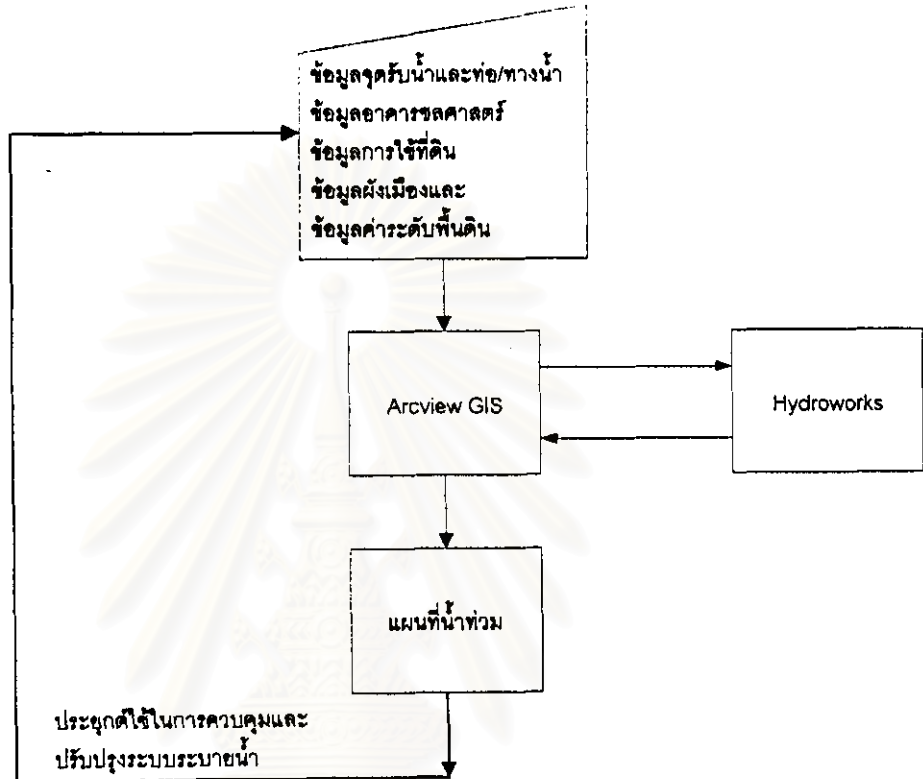 ข้อมูลจุดรับน้ำและท่อ/ทางน้ำ
ข้อมูลอาคารชลศาสตร์
ข้อมูลการใช้ที่ดิน
ข้อมูลผังเมืองและ
ข้อมูลค่าระดับพื้นดิน
Arcview GIS
Hydroworks
แผนที่น้ำท่วม
ประยุกต์ใช้ในการควบคุมและ
ปรับปรุงระบบระบายน้ำ